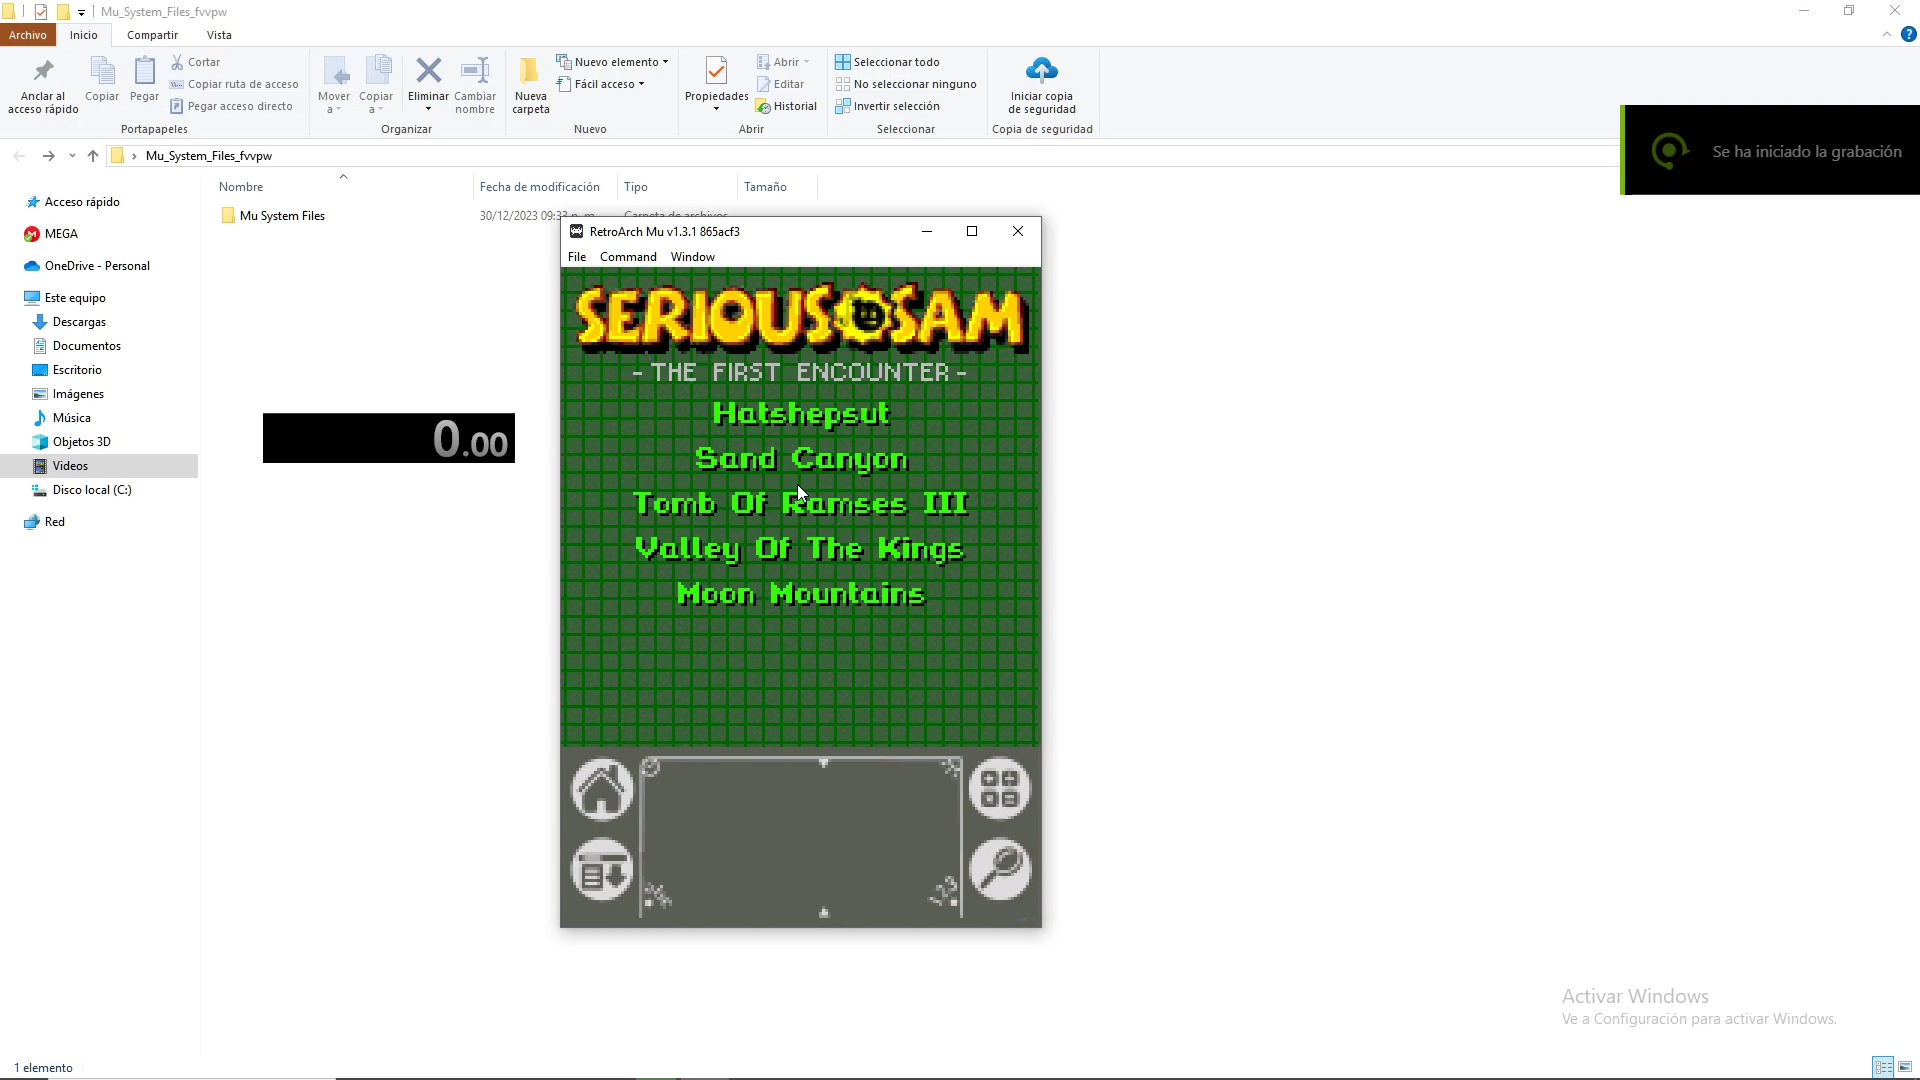 Mu_System_Files_fvvpw
Archivo
Inicio
Compartir
Vista
Anclar al
acceso rápido
Copiar
Pegar
Cortar
Copiar ruta de acceso
Pegar acceso directo
Portapapeles
Mover
a
Copiar
a
Eliminar
Cambiar
nombre
Organizar
Nueva
carpeta
Nuevo elemento
Fácil acceso
Nuevo
Propiedades
Abrir
Editar
Historial
Abrir
Seleccionar todo
No seleccionar ninguno
Invertir selección
Seleccionar
Iniciar copia
de seguridad
Copia de seguridad
Se ha iniciado la grabación
Mu_System_Files_fvvpw
Nombre
Fecha de modificación
Tipo
Tamaño
Mu System Files
30/12/2023 09:33 p. m.
Carpeta de archivos
Acceso rápido
MEGA
OneDrive - Personal
Este equipo
Descargas
Documentos
Escritorio
Imágenes
Música
Objetos 3D
Videos
Disco local (C:)
Red
0.00
RetroArch Mu v1.3.1 865acf3
File Command Window
SERIOUS SAM
- THE FIRST ENCOUNTER -
Hatshepsut
Sand Canyon
Tomb Of Ramses III
Valley Of The Kings
Moon Mountains
Activar Windows
Ve a Configuración para activar Windows.
1 elemento